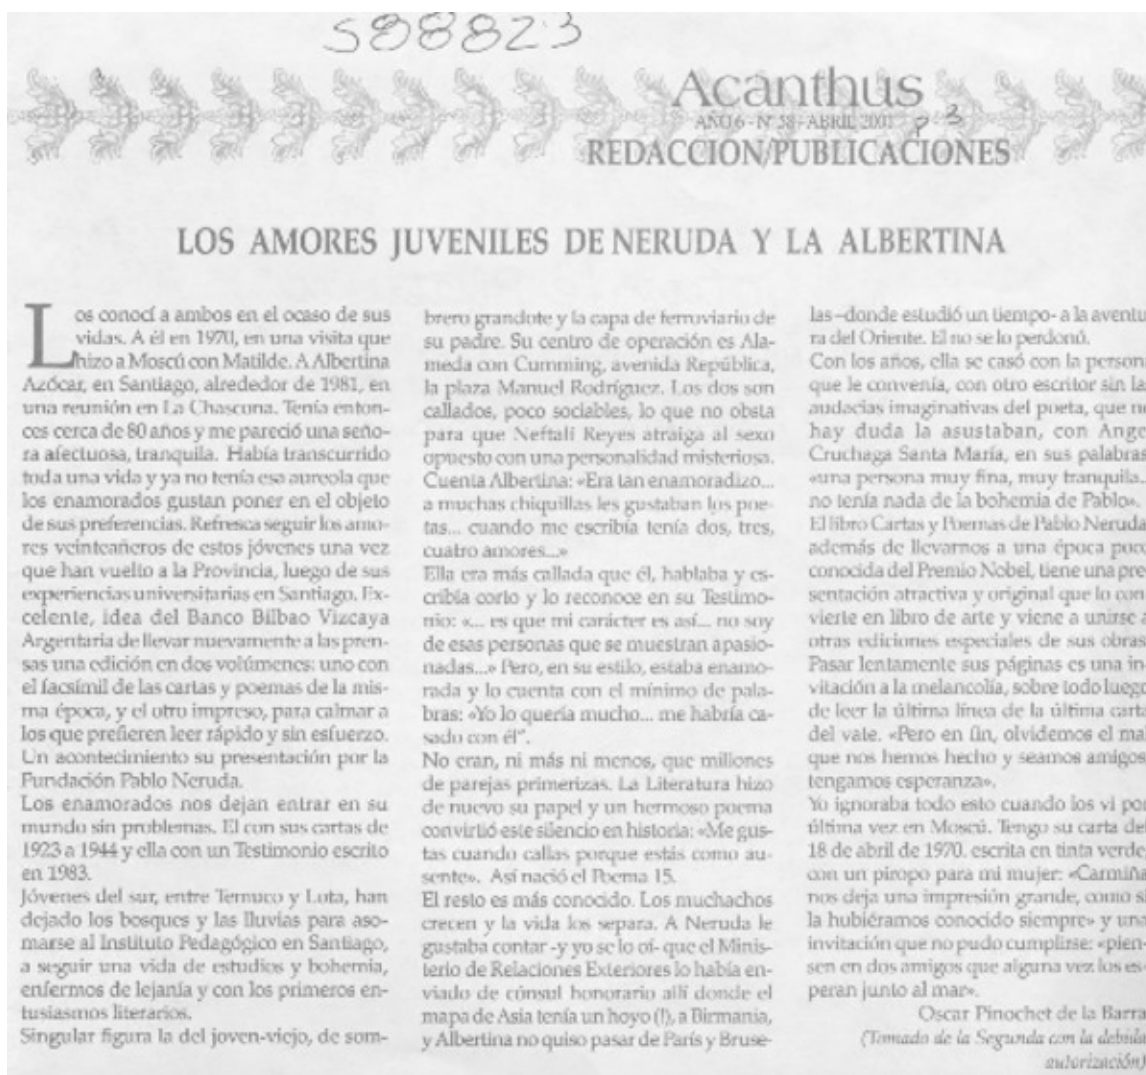 588823
Acanthus
AÑO 6 - Nº 58 - ABRIL 2001 p 3
REDACCION/PUBLICACIONES
LOS AMORES JUVENILES DE NERUDA Y LA ALBERTINA
Los conocí a ambos en el ocaso de sus
vidas. A él en 1970, en una visita que
hizo a Moscú con Matilde. A Albertina
Azócar, en Santiago, alrededor de 1981, en
una reunión en La Chascona. Tenía enton-
ces cerca de 80 años y me pareció una seño-
ra afectuosa, tranquila. Había transcurrido
toda una vida y ya no tenía esa aureola que
los enamorados gustan poner en el objeto
de sus preferencias. Refresca seguir los amo-
res veinteañeros de estos jóvenes una vez
que han vuelto a la Provincia, luego de sus
experiencias universitarias en Santiago. Ex-
celente, idea del Banco Bilbao Vizcaya
Argentaria de llevar nuevamente a las pren-
sas una edición en dos volúmenes: uno con
el facsímil de las cartas y poemas de la mis-
ma época, y el otro impreso, para calmar a
los que prefieren leer rápido y sin esfuerzo.
Un acontecimiento su presentación por la
Fundación Pablo Neruda.
Los enamorados nos dejan entrar en su
mundo sin problemas. El con sus cartas de
1923 a 1944 y ella con un Testimonio escrito
en 1983.
Jóvenes del sur, entre Temuco y Lota, han
dejado los bosques y las lluvias para aso-
marse al Instituto Pedagógico en Santiago,
a seguir una vida de estudios y bohemia,
enfermos de lejanía y con los primeros en-
tusiasmos literarios.
Singular figura la del joven-viejo, de som-
brero grandote y la capa de ferroviario de
su padre. Su centro de operación es Ala-
meda con Cumming, avenida República,
la plaza Manuel Rodríguez. Los dos son
callados, poco sociables, lo que no obsta
para que Neftalí Reyes atraiga al sexo
opuesto con una personalidad misteriosa.
Cuenta Albertina: «Era tan enamoradizo...
a muchas chiquillas les gustaban los poe-
tas... cuando me escribía tenía dos, tres,
cuatro amores...»
Ella era más callada que él, hablaba y es-
cribía corto y lo reconoce en su Testimo-
nio: «... es que mi carácter es así... no soy
de esas personas que se muestran apasio-
nadas...» Pero, en su estilo, estaba enamo-
rada y lo cuenta con el mínimo de pala-
bras: «Yo lo quería mucho... me habría ca-
sado con él".
No eran, ni más ni menos, que millones
de parejas primerizas. La Literatura hizo
de nuevo su papel y un hermoso poema
convirtió este silencio en historia: «Me gus-
tas cuando callas porque estás como au-
sente». Así nació el Poema 15.
El resto es más conocido. Los muchachos
crecen y la vida los separa. A Neruda le
gustaba contar -y yo se lo oí- que el Minis-
terio de Relaciones Exteriores lo había en-
viado de cónsul honorario allí donde el
mapa de Asia tenía un hoyo (!), a Birmania,
y Albertina no quiso pasar de París y Bruse-
las -donde estudió un tiempo- a la aventu
ra del Oriente. El no se lo perdonó.
Con los años, ella se casó con la person
que le convenía, con otro escritor sin la
audacias imaginativas del poeta, que n
hay duda la asustaban, con Ange
Cruchaga Santa María, en sus palabras
«una persona muy fina, muy tranquila.
no tenía nada de la bohemia de Pablo».
El libro Cartas y Poemas de Pablo Neruda
además de llevarnos a una época poco
conocida del Premio Nobel, tiene una pre
sentación atractiva y original que lo con
vierte en libro de arte y viene a unirse a
otras ediciones especiales de sus obras
Pasar lentamente sus páginas es una in
vitación a la melancolía, sobre todo luego
de leer la última línea de la última carta
del vate. «Pero en fin, olvidemos el mal
que nos hemos hecho y seamos amigos
tengamos esperanza».
Yo ignoraba todo esto cuando los vi por
última vez en Moscú. Tengo su carta del
18 de abril de 1970. escrita en tinta verde,
con un piropo para mi mujer: «Carmiña
nos deja una impresión grande, como si
la hubiéramos conocido siempre» y una
invitación que no pudo cumplirse: «pien-
sen en dos amigos que alguna vez los es-
peran junto al mar».
Oscar Pinochet de la Barra
(Tomado de la Segunda con la debida
autorización)